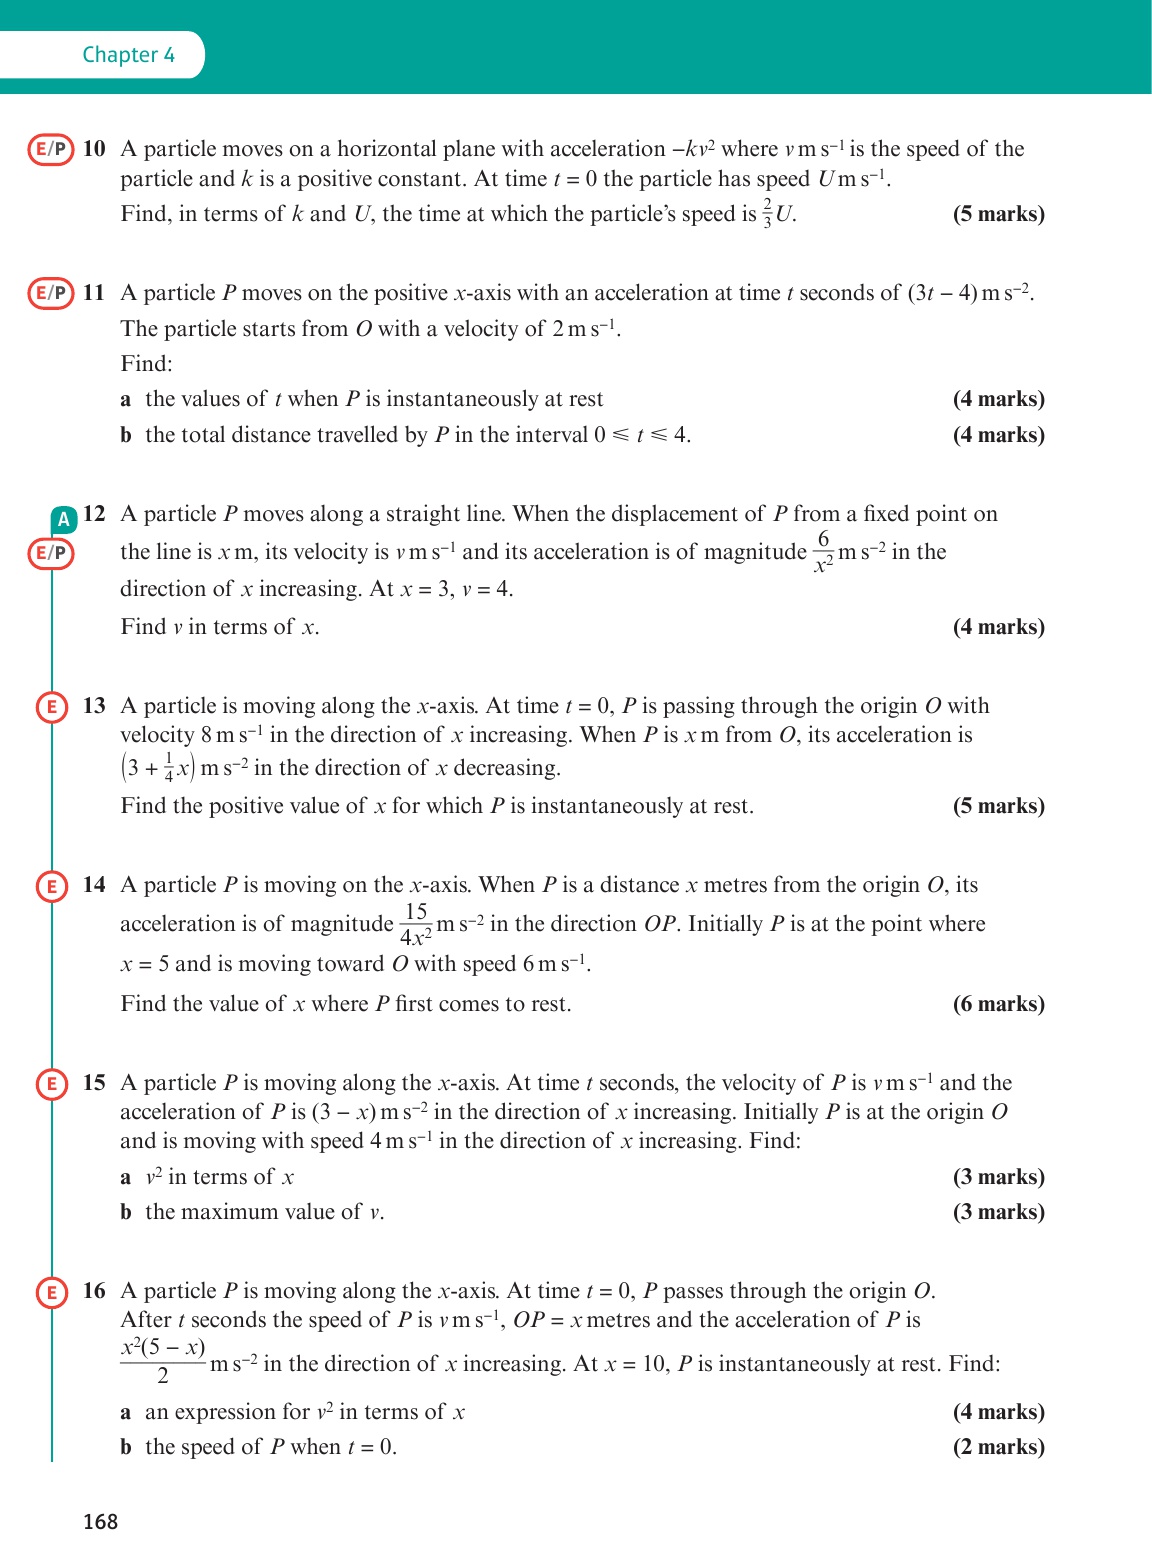 Chapter 4
E/P 10 A particle moves on a horizontal plane with acceleration −kv² where v m s⁻¹ is the speed of the
particle and k is a positive constant. At time t = 0 the particle has speed U m s⁻¹.
Find, in terms of k and U, the time at which the particle’s speed is 2/3 U. (5 marks)
E/P 11 A particle P moves on the positive x-axis with an acceleration at time t seconds of (3t − 4) m s⁻².
The particle starts from O with a velocity of 2 m s⁻¹.
Find:
a the values of t when P is instantaneously at rest (4 marks)
b the total distance travelled by P in the interval 0 ⩽ t ⩽ 4. (4 marks)
A 12 A particle P moves along a straight line. When the displacement of P from a fixed point on
E/P the line is x m, its velocity is v m s⁻¹ and its acceleration is of magnitude 6/x² m s⁻² in the
direction of x increasing. At x = 3, v = 4.
Find v in terms of x. (4 marks)
E 13 A particle is moving along the x-axis. At time t = 0, P is passing through the origin O with
velocity 8 m s⁻¹ in the direction of x increasing. When P is x m from O, its acceleration is
(3 + 1/4 x) m s⁻² in the direction of x decreasing.
Find the positive value of x for which P is instantaneously at rest. (5 marks)
E 14 A particle P is moving on the x-axis. When P is a distance x metres from the origin O, its
acceleration is of magnitude 15/4x² m s⁻² in the direction OP. Initially P is at the point where
x = 5 and is moving toward O with speed 6 m s⁻¹.
Find the value of x where P first comes to rest. (6 marks)
E 15 A particle P is moving along the x-axis. At time t seconds, the velocity of P is v m s⁻¹ and the
acceleration of P is (3 − x) m s⁻² in the direction of x increasing. Initially P is at the origin O
and is moving with speed 4 m s⁻¹ in the direction of x increasing. Find:
a v² in terms of x (3 marks)
b the maximum value of v. (3 marks)
E 16 A particle P is moving along the x-axis. At time t = 0, P passes through the origin O.
After t seconds the speed of P is v m s⁻¹, OP = x metres and the acceleration of P is
x²(5 − x)/2 m s⁻² in the direction of x increasing. At x = 10, P is instantaneously at rest. Find:
a an expression for v² in terms of x (4 marks)
b the speed of P when t = 0. (2 marks)
168